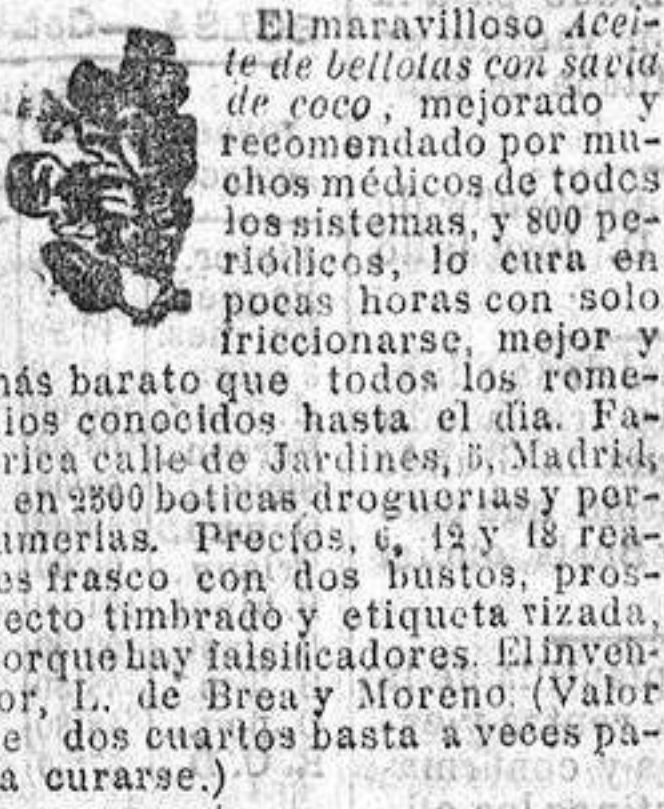 El maravilloso Acei-
te de bellotas con savia
de coco, mejorado y
recomendado por mu-
chos médicos de todos
los sistemas, y 800 pe-
riódicos, lo cura en
pocas horas con solo
friccionarse, mejor y
más barato que todos los reme-
ios conocidos hasta el dia. Fa-
rica calle de Jardines, 5, Madrid,
en 2500 boticas droguerias y per-
umerías. Precios, 6, 12 y 18 rea-
es frasco con dos bustos, pros-
ecto timbrado y etiqueta rizada,
orque hay falsificadores. El inven-
or, L. de Brea y Moreno. (Valor
e dos cuartos basta a veces pa-
a curarse.)